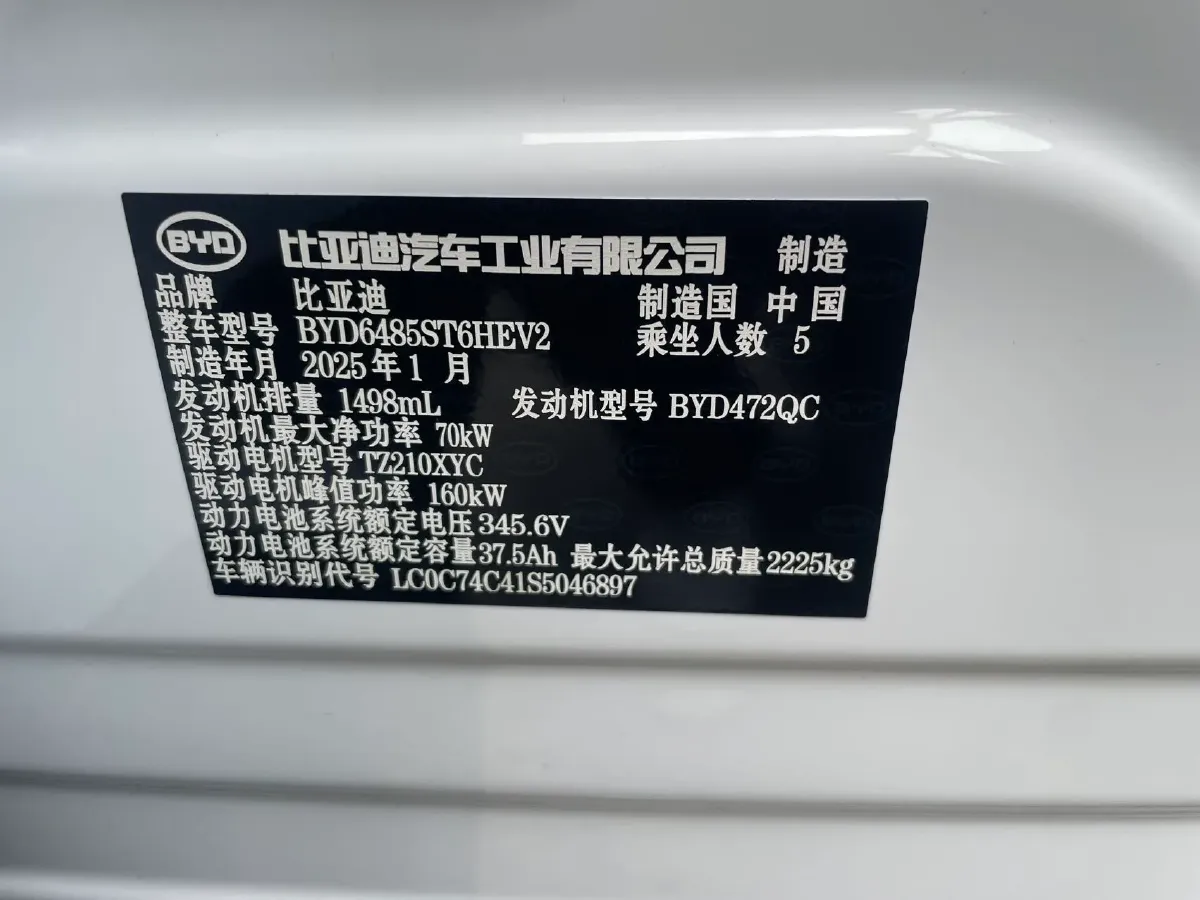 BYD 比亚迪汽车工业有限公司 制造
品牌 比亚迪 制造国 中国
整车型号 BYD6485ST6HEV2 乘坐人数 5
制造年月 2025年1月
发动机排量 1498mL 发动机型号 BYD472QC
发动机最大净功率 70kW
驱动电机型号 TZ210XYC
驱动电机峰值功率 160kW
动力电池系统额定电压 345.6V
动力电池系统额定容量 37.5Ah 最大允许总质量 2225kg
车辆识别代号 LC0C74C41S5046897